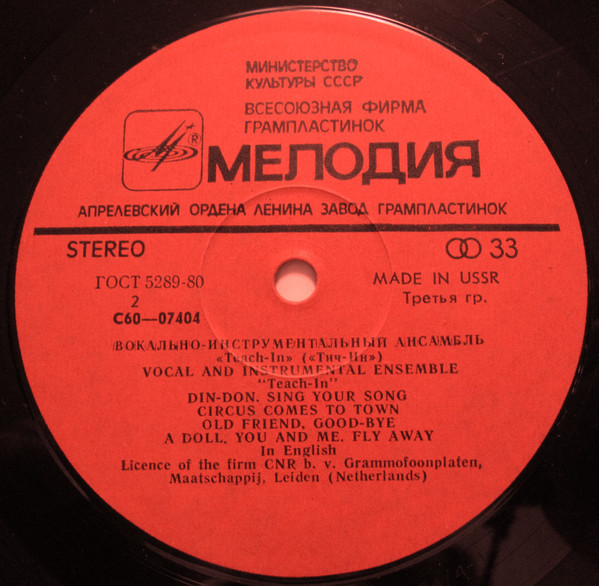 МИНИСТЕРСТВО
КУЛЬТУРЫ СССР
ВСЕСОЮЗНАЯ ФИРМА
ГРАМПЛАСТИНОК
®
МЕЛОДИЯ
АПРЕЛЕВСКИЙ ОРДЕНА ЛЕНИНА ЗАВОД ГРАМПЛАСТИНОК
STEREO
33
ГОСТ 5289-80
MADE IN USSR
2
Третья гр.
С60—07404
ВОКАЛЬНО-ИНСТРУМЕНТАЛЬНЫЙ АНСАМБЛЬ
«Teach-In» («Тич-Ин»)
VOCAL AND INSTRUMENTAL ENSEMBLE
"Teach-In"
DIN-DON. SING YOUR SONG
CIRCUS COMES TO TOWN
OLD FRIEND, GOOD-BYE
A DOLL, YOU AND ME. FLY AWAY
In English
Licence of the firm CNR b. v. Grammofoonplaten,
Maatschappij, Leiden (Netherlands)